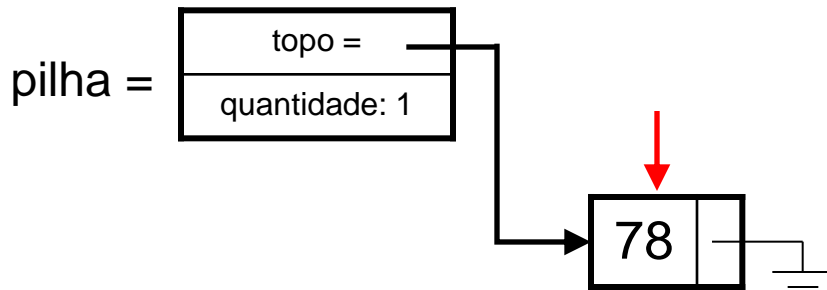 topo =
pilha =
quantidade: 1
78